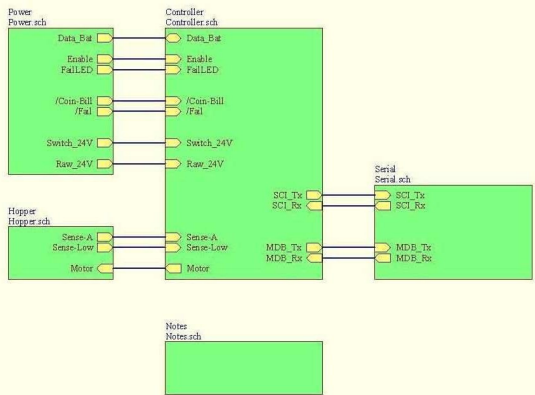 Power
Power.sch
Data_Bat
Enable
FailLED
/Coin-Bill
/Fail
Switch_24V
Raw_24V
Controller
Controller.sch
Data_Bat
Enable
FailLED
/Coin-Bill
/Fail
Switch_24V
Raw_24V
SCI_Tx
SCI_Rx
Sense-A
Sense-Low
Motor
MDB_Tx
MDB_Rx
Serial
Serial.sch
SCI_Tx
SCI_Rx
MDB_Tx
MDB_Rx
Hopper
Hopper.sch
Sense-A
Sense-Low
Motor
Notes
Notes.sch